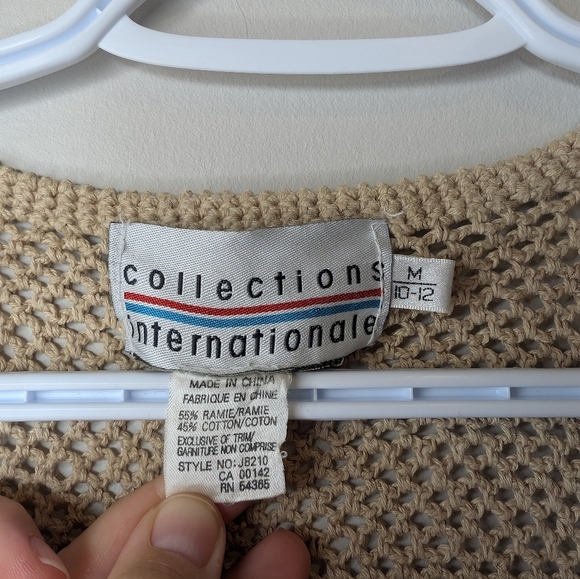 collections
internationale
M
10-12
MADE IN CHINA
FABRIQUE EN CHINE
55% RAMIE/RAMIE
45% COTTON/COTON
EXCLUSIVE OF TRIM/
GARNITURE NON COMPRISE
STYLE NO: JB210
CA 00142
RN 54365